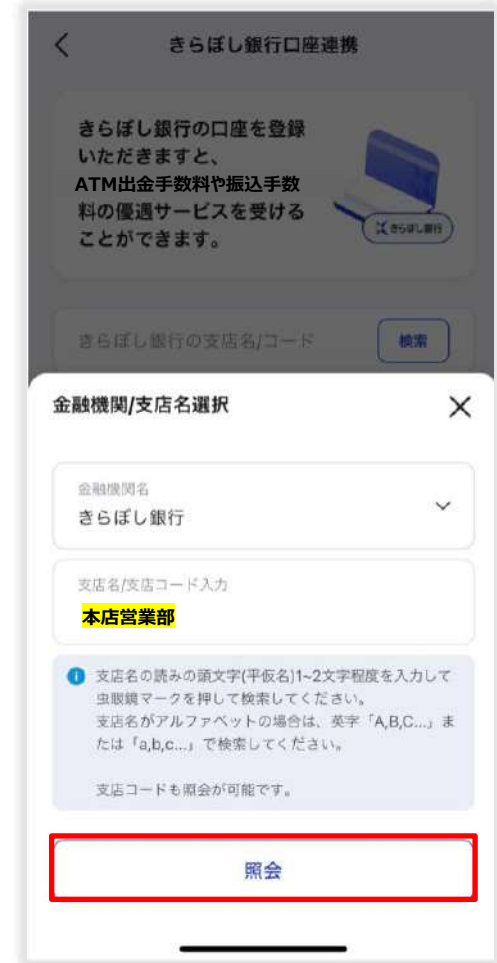 きらぼし銀行口座連携
きらぼし銀行の口座を登録
いただきますと、
ATM出金手数料や振込手数
料の優遇サービスを受ける
ことができます。
きらぼし銀行
きらぼし銀行の支店名/コード
検索
金融機関/支店名選択
金融機関名
きらぼし銀行
支店名/支店コード入力
本店営業部
支店名の読みの頭文字(平仮名)1~2文字程度を入力して
虫眼鏡マークを押して検索してください。
支店名がアルファベットの場合は、英字「A,B,C...」ま
たは「a,b,c...」で検索してください。
支店コードも照会が可能です。
照会